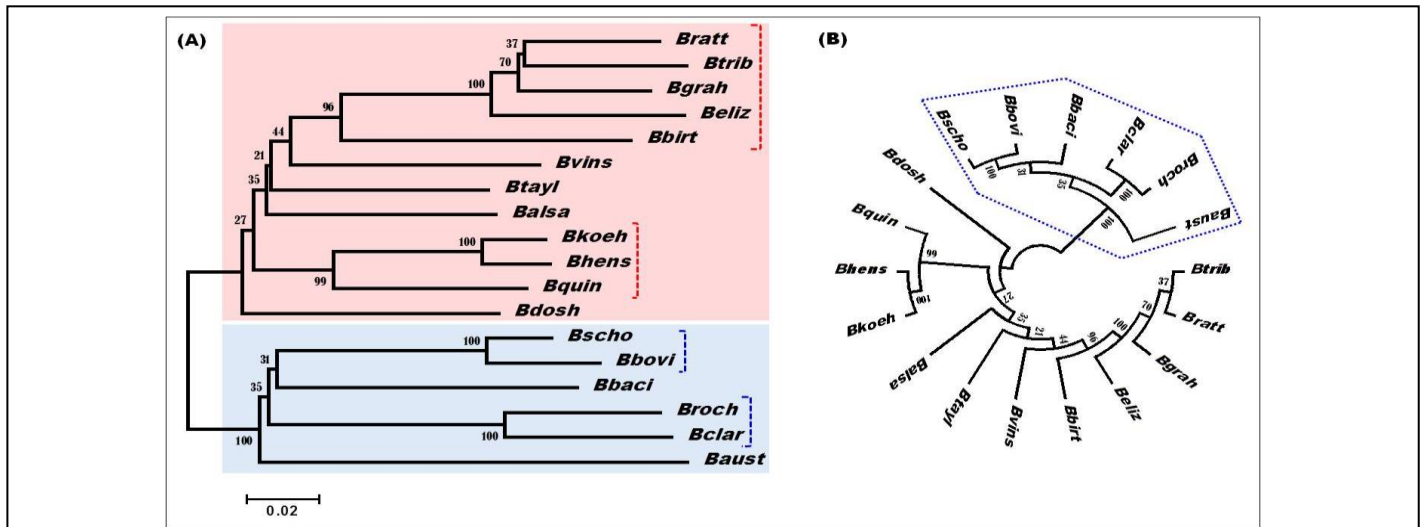 (A)
37
Bratt
Btrib
70
Bgrah
100
Beliz
96
Bbirt
44
Bvins
21
Btayl
35
Balsa
27
Bkoeh
100
Bhens
99
Bquin
Bdosh
Bscho
100
Bbovi
31
Bbaci
35
Broch
100
Bclar
100
Baust
0.02
(B)
Bscho
Bbovi
Bbaci
Bclar
Broch
Baust
100
31
35
100
100
Bdosh
Bquin
99
Bhens
100
Bkoeh
27
35
21
44
96
100
70
37
Btrib
Bratt
Bgrah
Beliz
Bbirt
Bvins
Btayl
Balsa